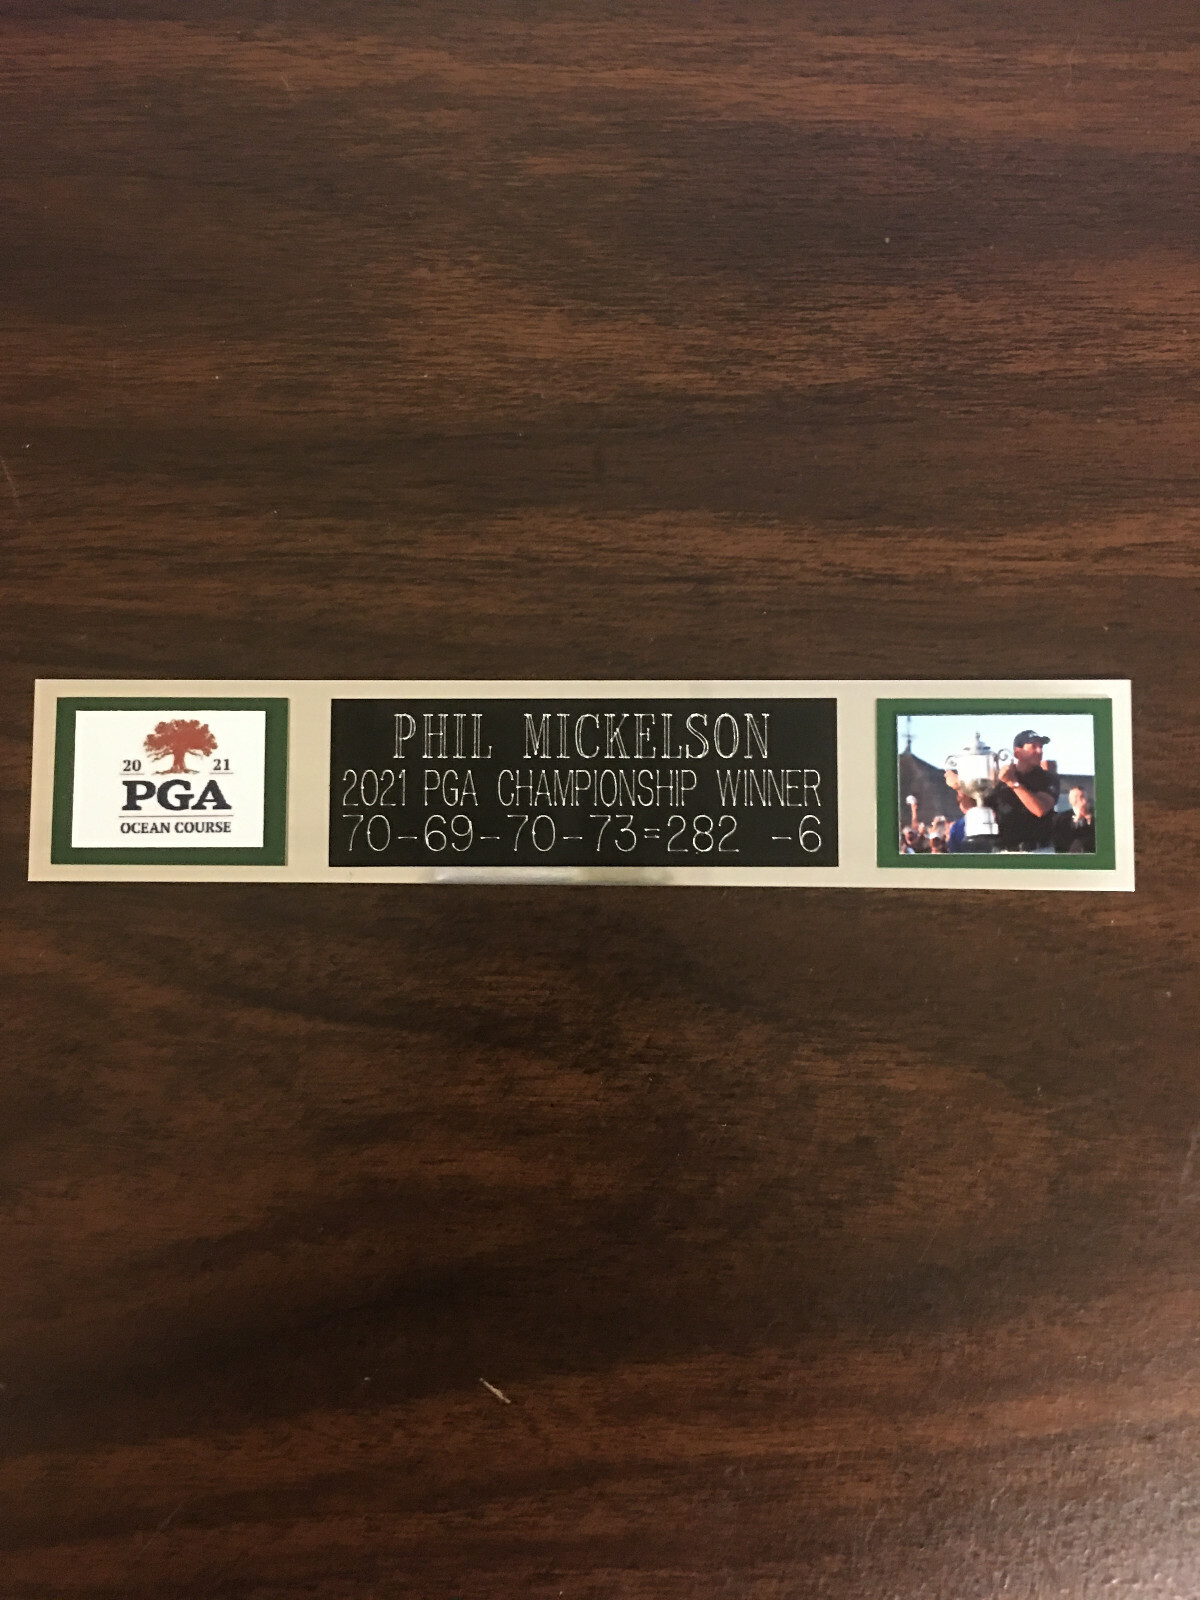 20 21
PGA
OCEAN COURSE
PHIL MICKELSON
2021 PGA CHAMPIONSHIP WINNER
70-69-70-73=282 -6